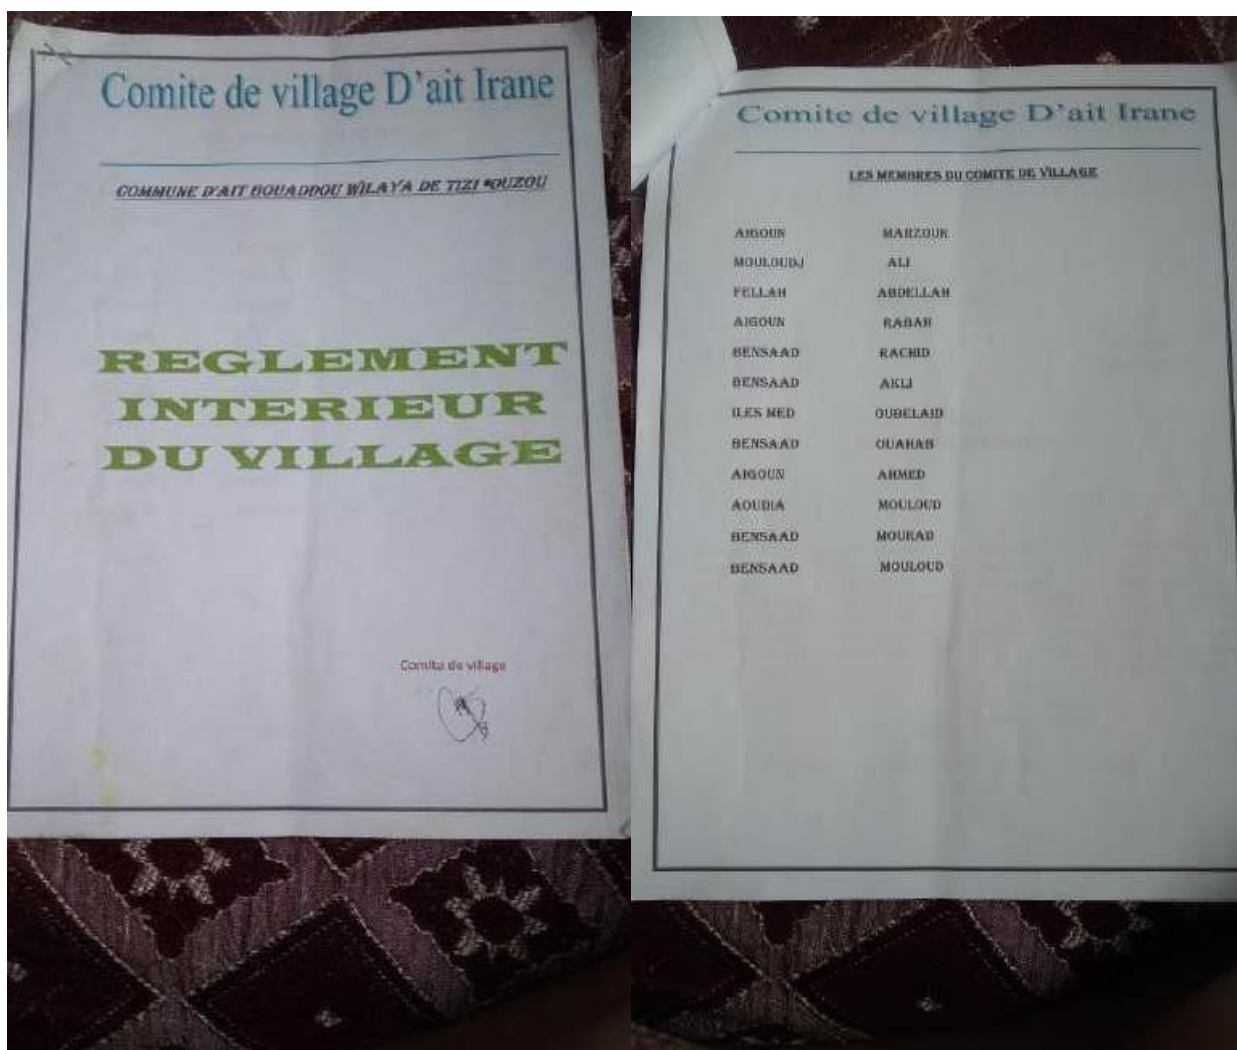 Comite de village D'ait Irane
COMMUNE D'AIT BOUADDOU WILAYA DE TIZI OUZOU
REGLEMENT
INTERIEUR
DU VILLAGE
Comite de village
Comite de village D'ait Irane
LES MEMBRES DU COMITE DE VILLAGE
AIGOUN MARZOUK
MOULOUDJ ALI
FELLAH ABDELLAH
AIGOUN RABAH
BENSAAD RACHID
BENSAAD AKLI
ILES MED OUBELAID
BENSAAD OUAHAB
AIGOUN AHMED
AOUDIA MOULOUD
BENSAAD MOURAD
BENSAAD MOULOUD